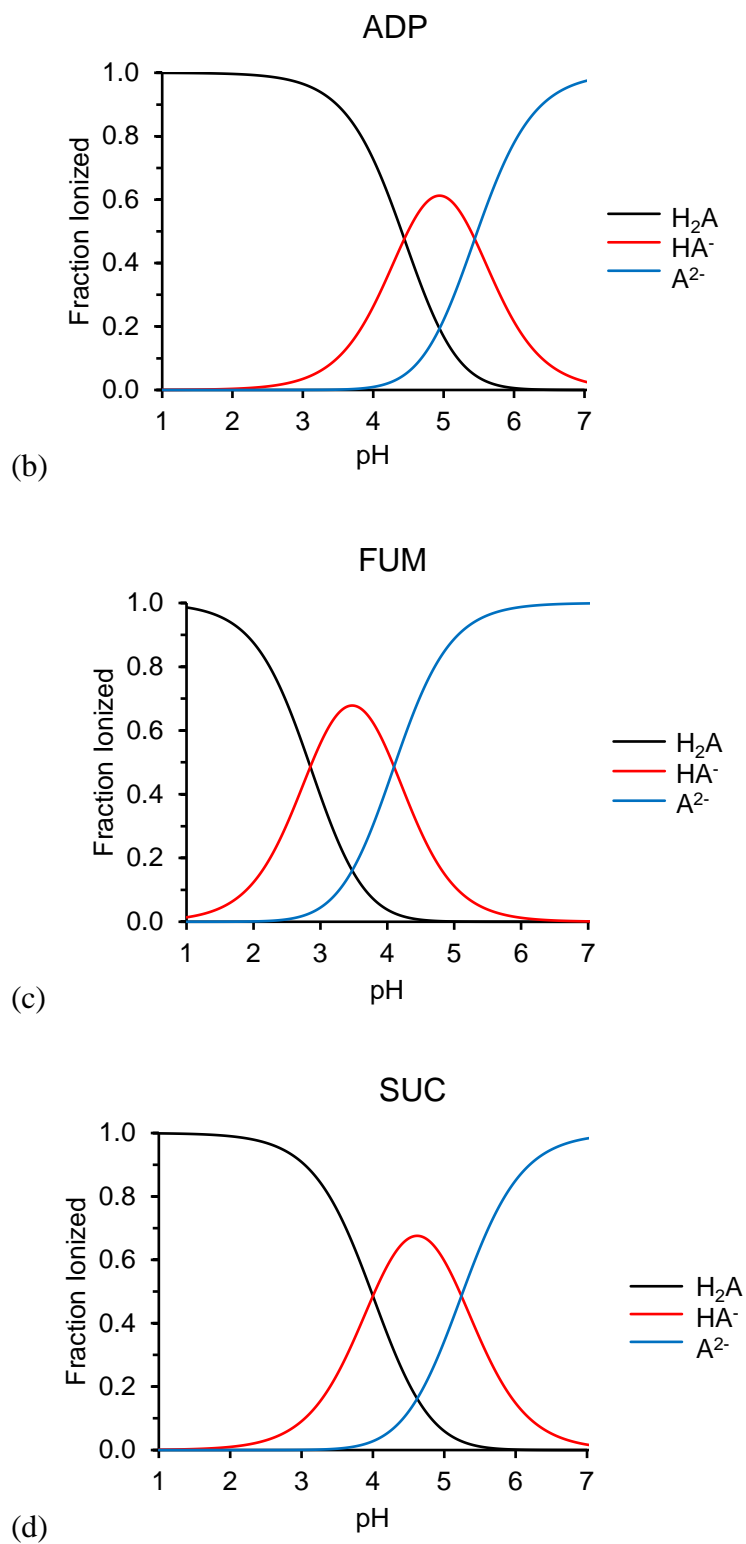 ADP
1.0
0.8
0.6
0.4
0.2
0.0
Fraction Ionized
1 2 3 4 5 6 7
pH
H₂A
HA⁻
A²⁻
(b)
FUM
1.0
0.8
0.6
0.4
0.2
0.0
Fraction Ionized
1 2 3 4 5 6 7
pH
H₂A
HA⁻
A²⁻
(c)
SUC
1.0
0.8
0.6
0.4
0.2
0.0
Fraction Ionized
1 2 3 4 5 6 7
pH
H₂A
HA⁻
A²⁻
(d)